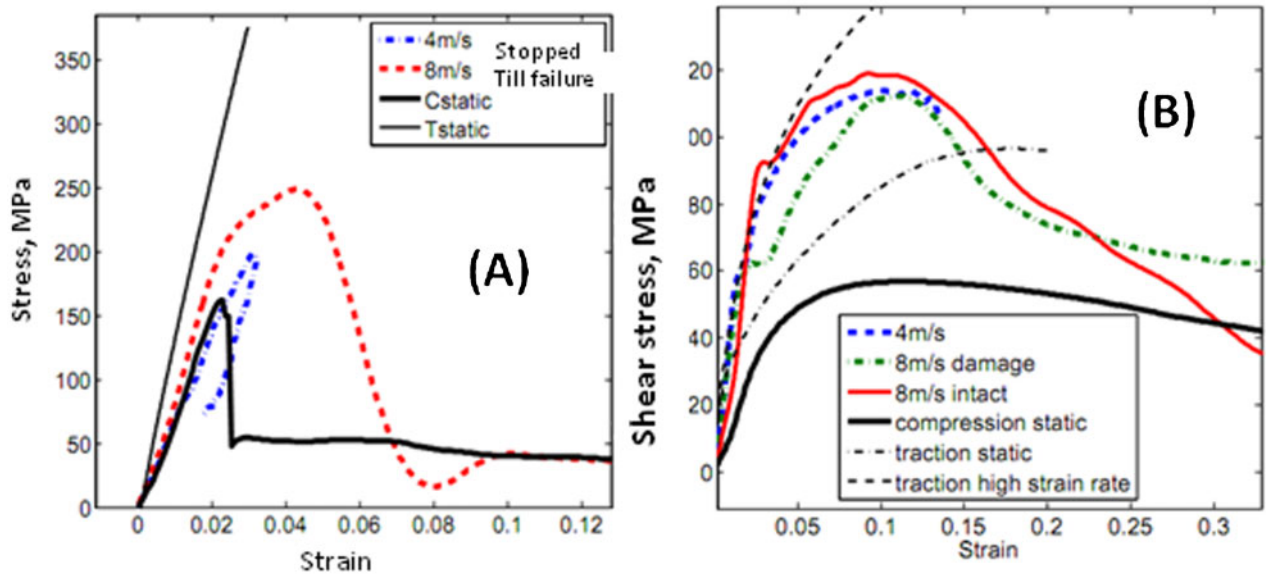 Stress, MPa
350
300
250
200
150
100
50
0
0
0.02
0.04
0.06
0.08
0.1
0.12
Strain
4m/s
8m/s
Stopped
Till failure
Cstatic
Tstatic
(A)
Shear stress, MPa
20
00
80
60
40
20
0
0.05
0.1
0.15
0.2
0.25
0.3
Strain
(B)
4m/s
8m/s damage
8m/s intact
compression static
traction static
traction high strain rate